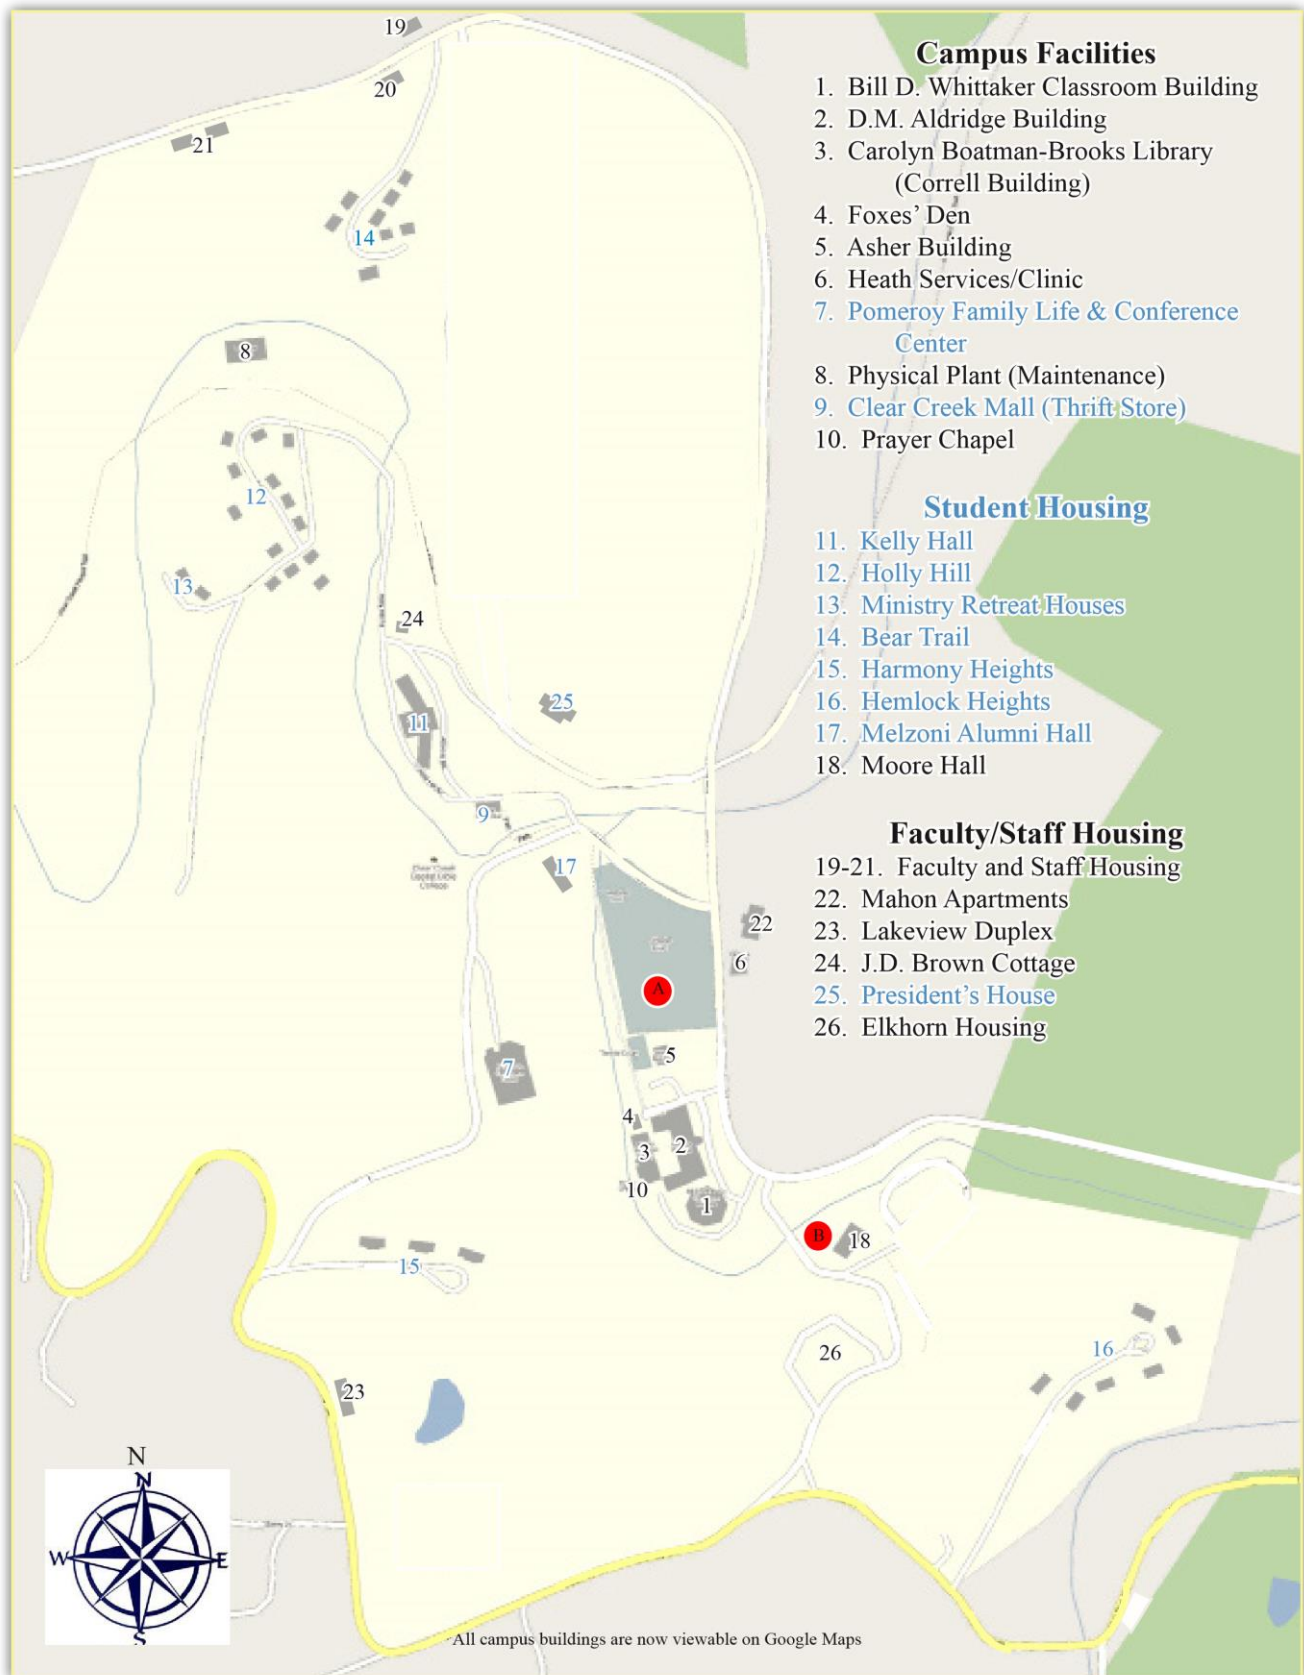 Campus Facilities
1. Bill D. Whittaker Classroom Building
2. D.M. Aldridge Building
3. Carolyn Boatman-Brooks Library
(Correll Building)
4. Foxes’ Den
5. Asher Building
6. Heath Services/Clinic
7. Pomeroy Family Life & Conference
Center
8. Physical Plant (Maintenance)
9. Clear Creek Mall (Thrift Store)
10. Prayer Chapel
Student Housing
11. Kelly Hall
12. Holly Hill
13. Ministry Retreat Houses
14. Bear Trail
15. Harmony Heights
16. Hemlock Heights
17. Melzoni Alumni Hall
18. Moore Hall
Faculty/Staff Housing
19-21. Faculty and Staff Housing
22. Mahon Apartments
23. Lakeview Duplex
24. J.D. Brown Cottage
25. President’s House
26. Elkhorn Housing
19
20
21
14
8
12
13
24
25
11
9
17
22
6
A
5
7
4
3
2
10
1
B
18
15
26
16
23
N
N
W
E
S
*All campus buildings are now viewable on Google Maps